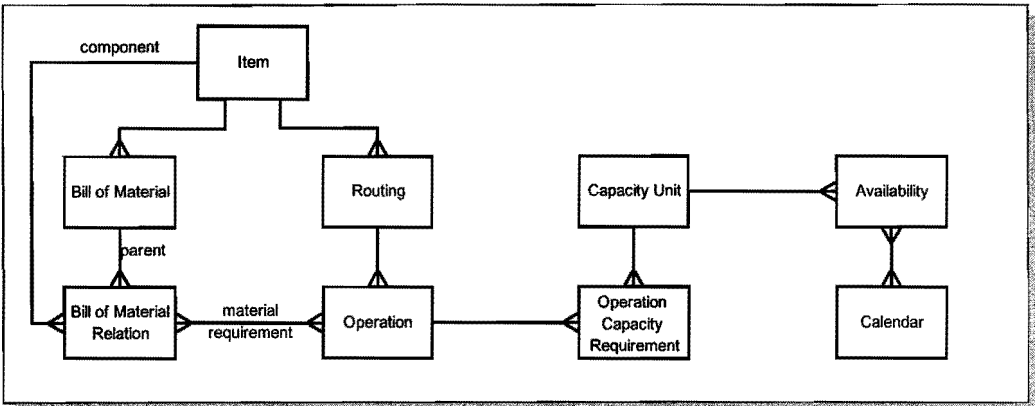 component
Item
Bill of Material
Routing
Capacity Unit
Availability
parent
Bill of Material
Relation
material
requirement
Operation
Operation
Capacity
Requirement
Calendar